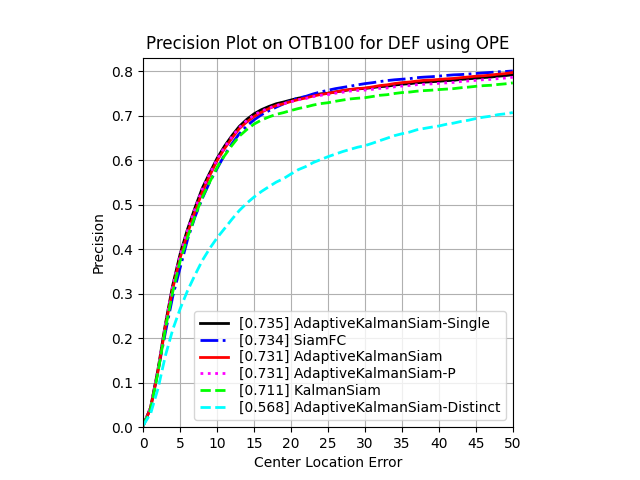 Precision Plot on OTB100 for DEF using OPE
Precision
0.8
0.7
0.6
0.5
0.4
0.3
0.2
0.1
0.0
[0.735] AdaptiveKalmanSiam-Single
[0.734] SiamFC
[0.731] AdaptiveKalmanSiam
[0.731] AdaptiveKalmanSiam-P
[0.711] KalmanSiam
[0.568] AdaptiveKalmanSiam-Distinct
0 5 10 15 20 25 30 35 40 45 50
Center Location Error